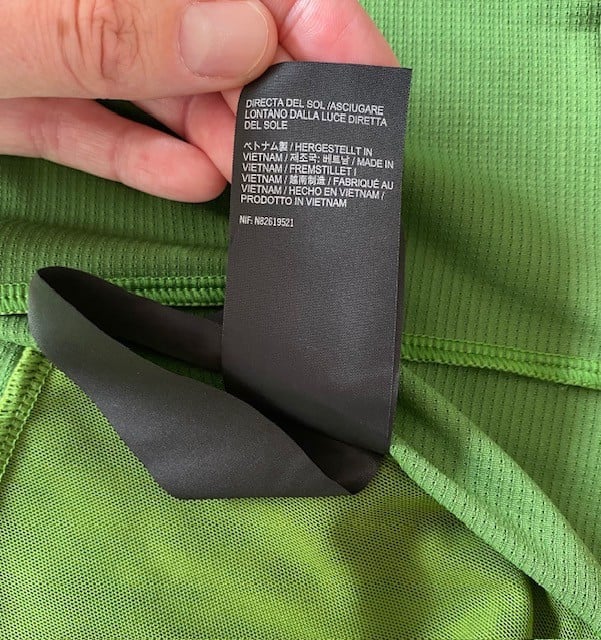 DIRECTA DEL SOL /ASCIUGARE
LONTANO DALLA LUCE DIRETTA
DEL SOLE
ベトナム製 / HERGESTELLT IN
VIETNAM / 제조국: 베트남 / MADE IN
VIETNAM / FREMSTILLET I
VIETNAM / 越南制造 / FABRIQUÉ AU
VIETNAM / HECHO EN VIETNAM /
PRODOTTO IN VIETNAM
NIF: N82619521